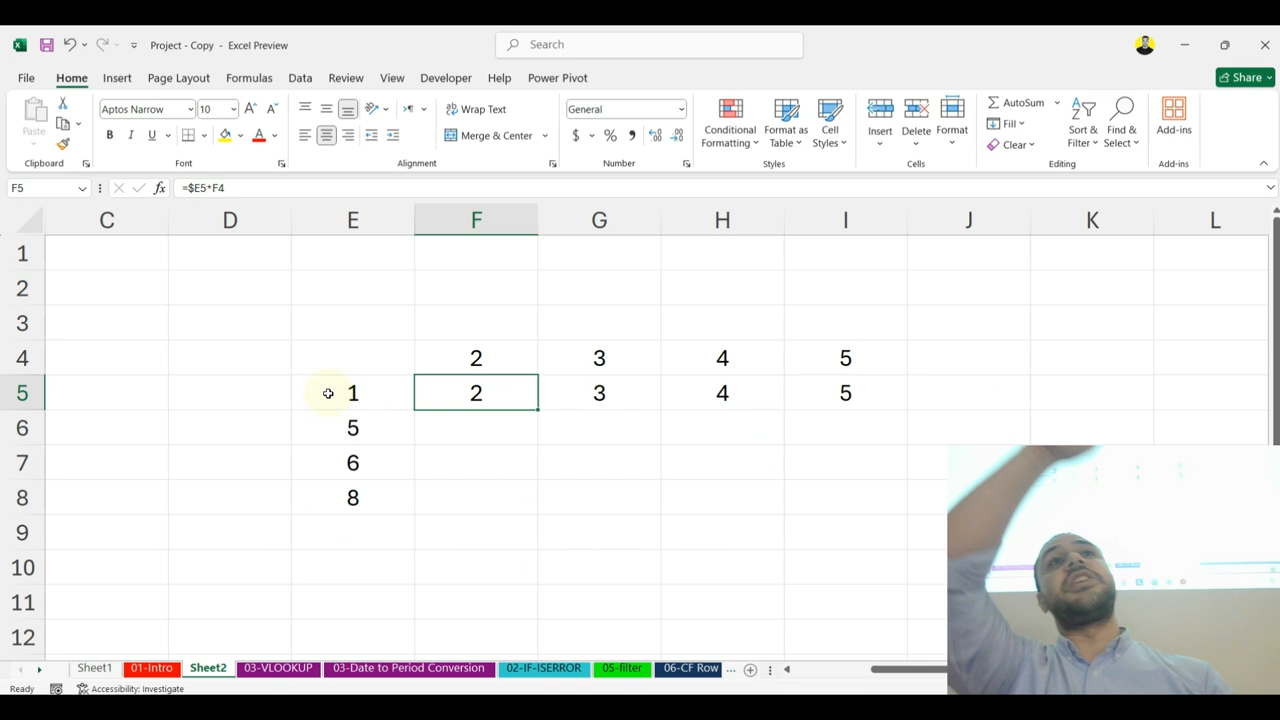 Project - Copy - Excel Preview
Search
File Home Insert Page Layout Formulas Data Review View Developer Help Power Pivot
Share
Paste
Aptos Narrow 10
B I U
Wrap Text
Merge & Center
General
$ % ,
Conditional Formatting
Format as Table
Cell Styles
Insert
Delete
Format
AutoSum
Fill
Clear
Sort & Filter
Find & Select
Add-ins
Clipboard Font Alignment Number Styles Cells Editing Add-ins
F5 fx =$E5*F4
C D E F G H I J K L
1
2
3
4 2 3 4 5
5 1 2 3 4 5
6 5
7 6
8 8
9
10
11
12
Sheet1 01-Intro Sheet2 03-VLOOKUP 03-Date to Period Conversion 02-IF-ISERROR 05-filter 06-CF Row ...
Ready Accessibility: Investigate